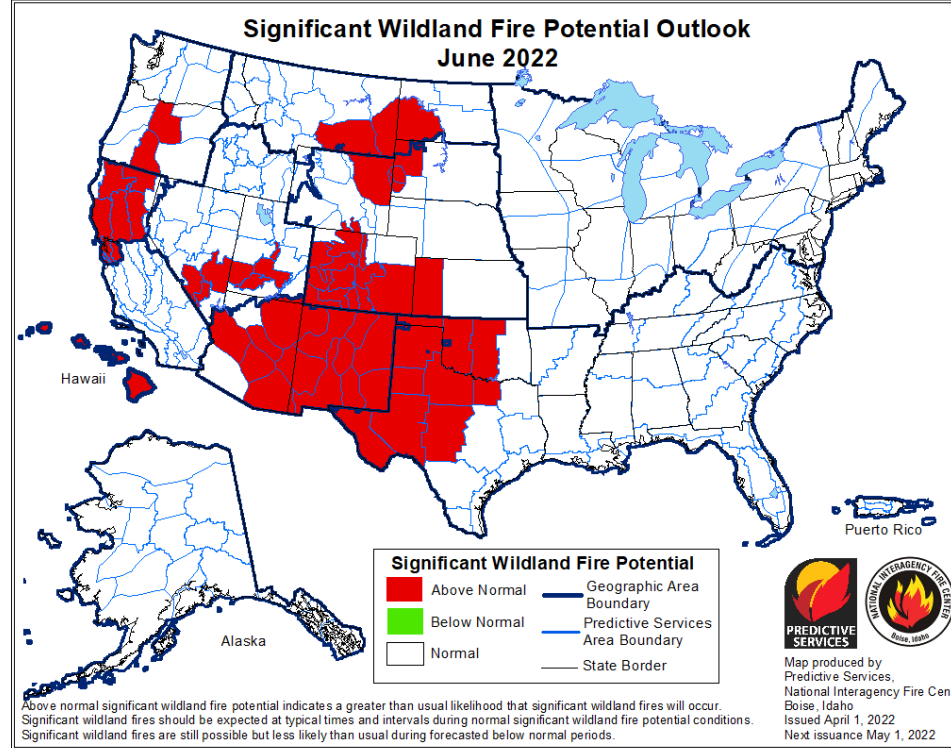 Significant Wildland Fire Potential Outlook
June 2022
Hawaii
Alaska
Puerto Rico
Significant Wildland Fire Potential
Above Normal
Below Normal
Normal
Geographic Area
Boundary
Predictive Services
Area Boundary
State Border
PREDICTIVE
SERVICES
NATIONAL INTERAGENCY FIRE CENTER
Boise, Idaho
Map produced by
Predictive Services,
National Interagency Fire Cen
Boise, Idaho
Issued April 1, 2022
Next issuance May 1, 2022
Above normal significant wildland fire potential indicates a greater than usual likelihood that significant wildland fires will occur.
Significant wildland fires should be expected at typical times and intervals during normal significant wildland fire potential conditions.
Significant wildland fires are still possible but less likely than usual during forecasted below normal periods.